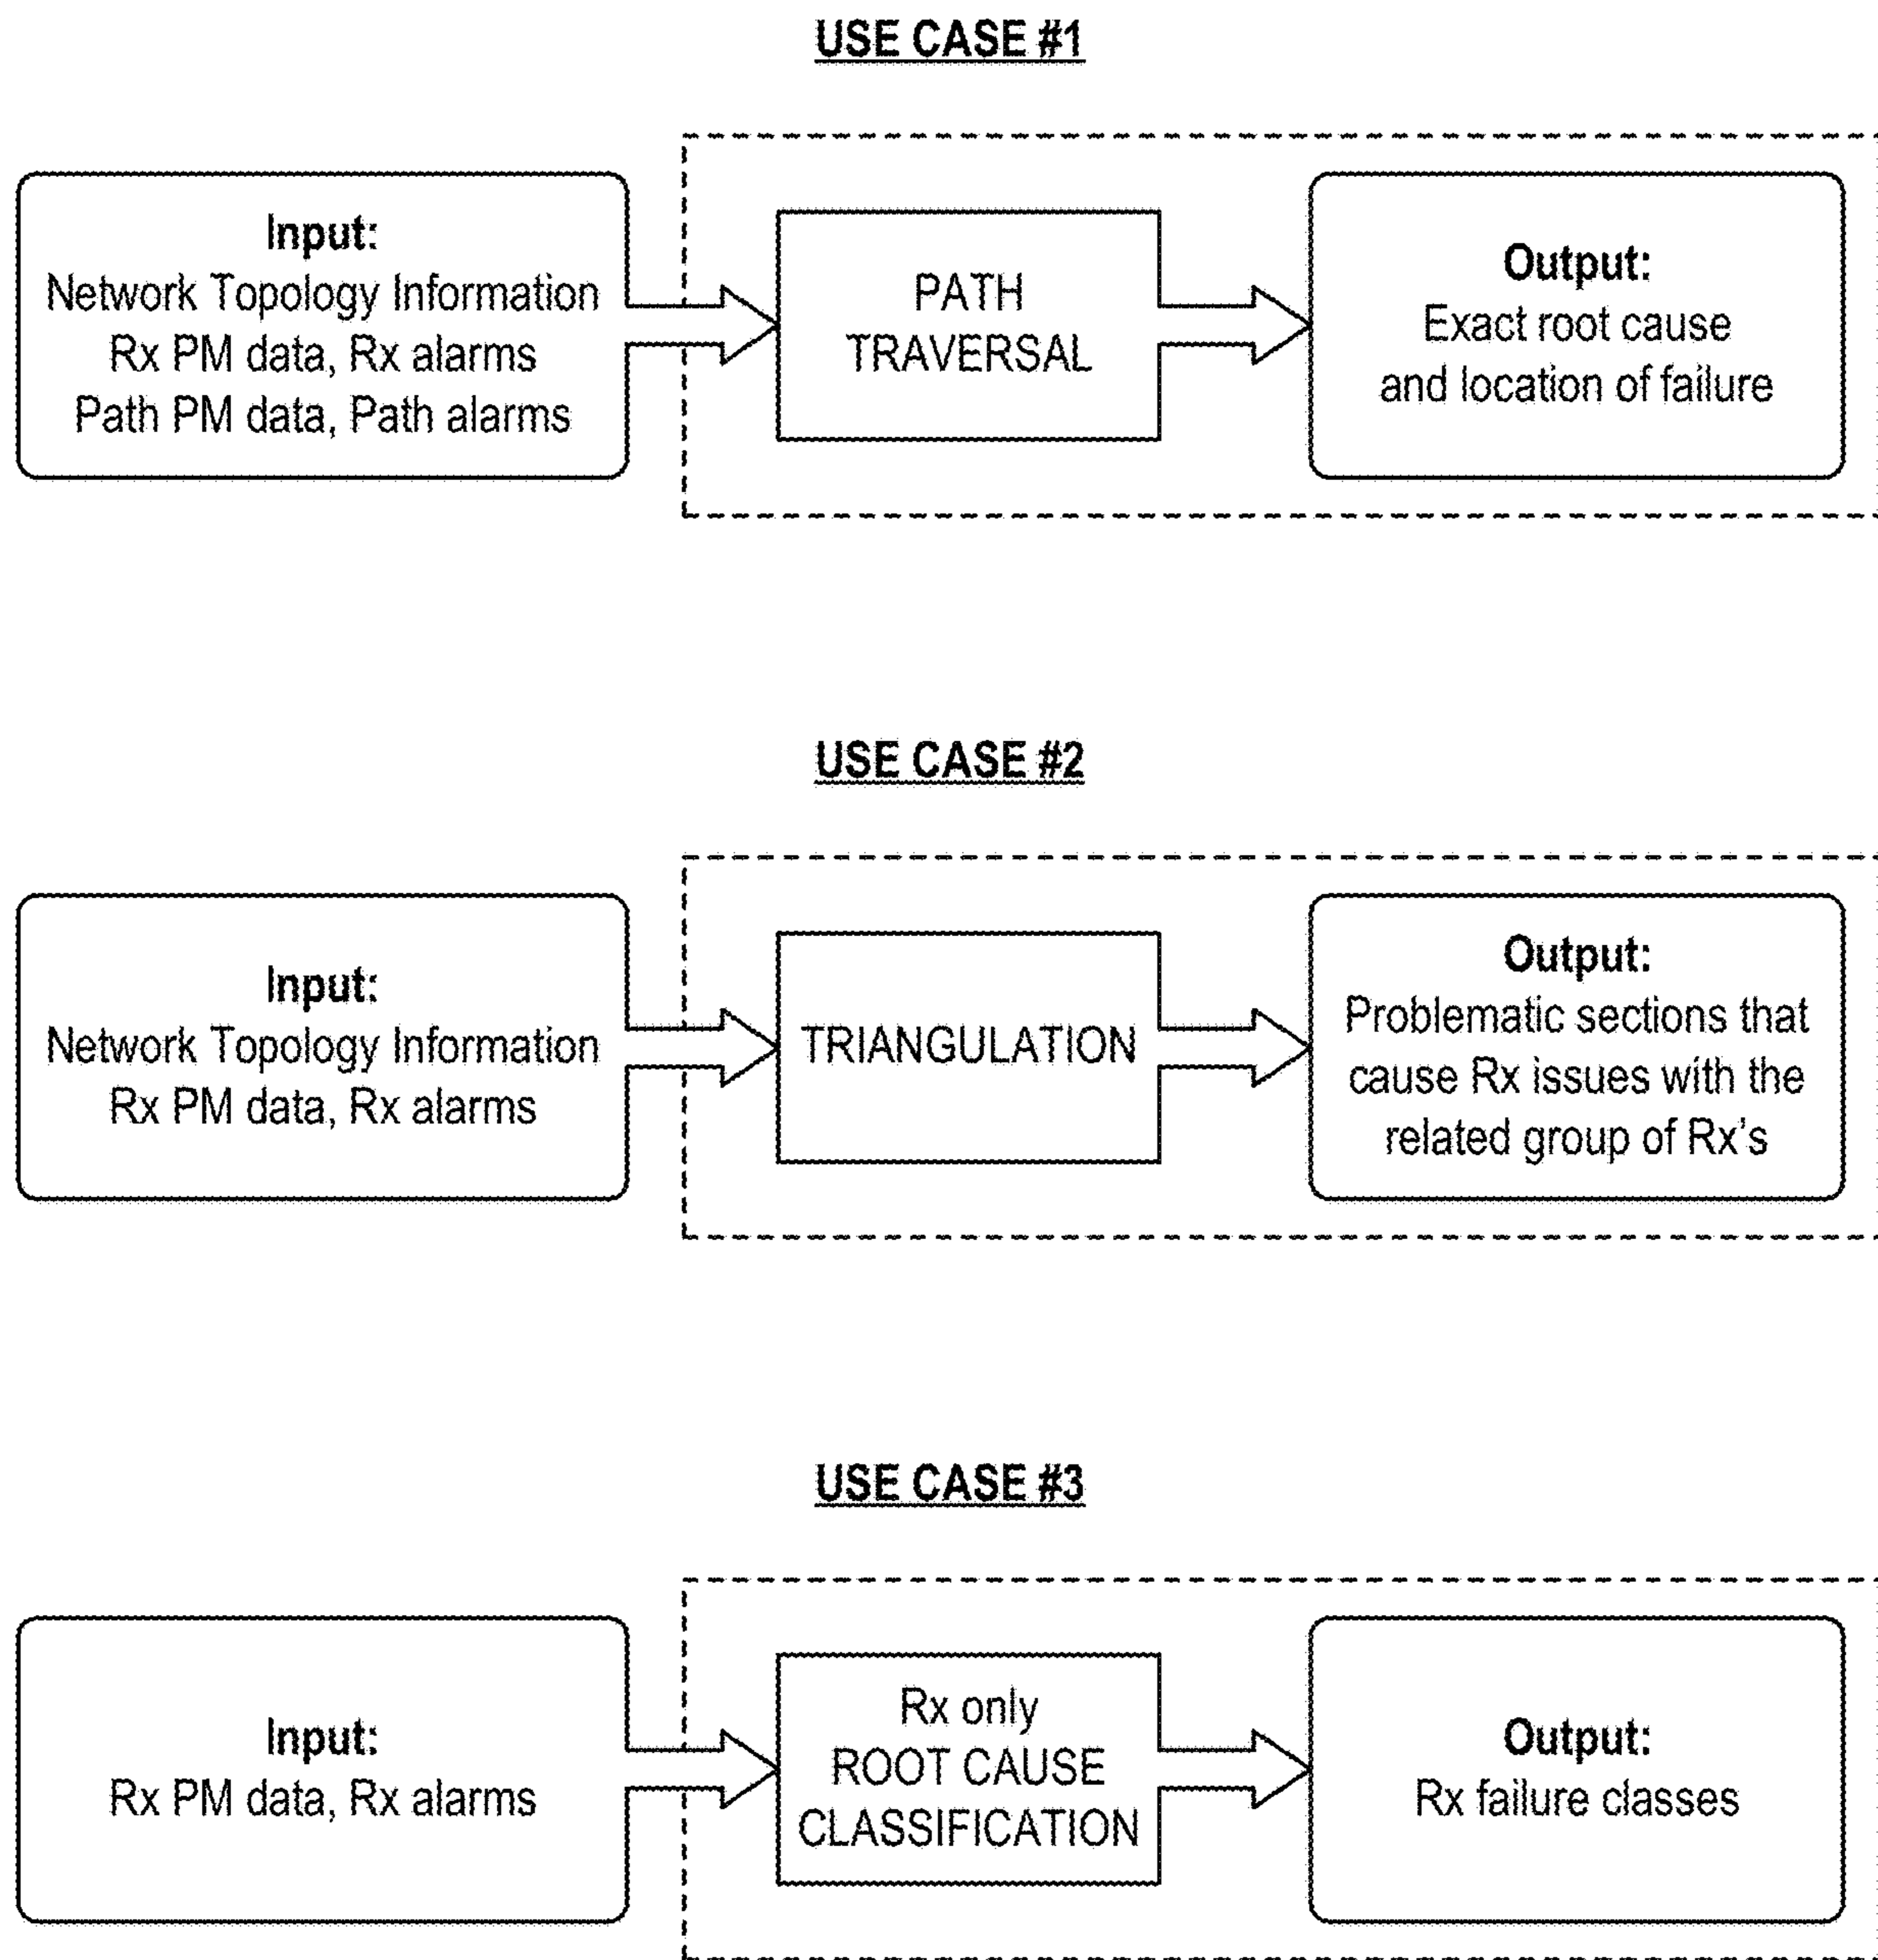 USE CASE #1
Input:
Network Topology Information
Rx PM data, Rx alarms
Path PM data, Path alarms
PATH
TRAVERSAL
Output:
Exact root cause
and location of failure
USE CASE #2
Input:
Network Topology Information
Rx PM data, Rx alarms
TRIANGULATION
Output:
Problematic sections that
cause Rx issues with the
related group of Rx's
USE CASE #3
Input:
Rx PM data, Rx alarms
Rx only
ROOT CAUSE
CLASSIFICATION
Output:
Rx failure classes